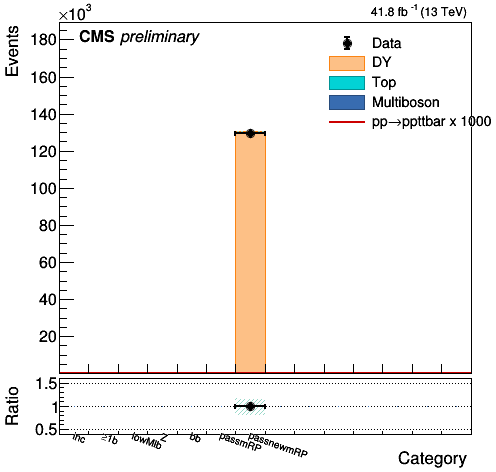 ×10³
41.8 fb⁻¹ (13 TeV)
CMS preliminary
Events
180
160
140
120
100
80
60
40
20
Data
DY
Top
Multiboson
pp→ppttbar x 1000
Ratio
1.5
1
0.5
inc
≥1b
lowMlb
Z
bb
passmRP
passnewmRP
Category